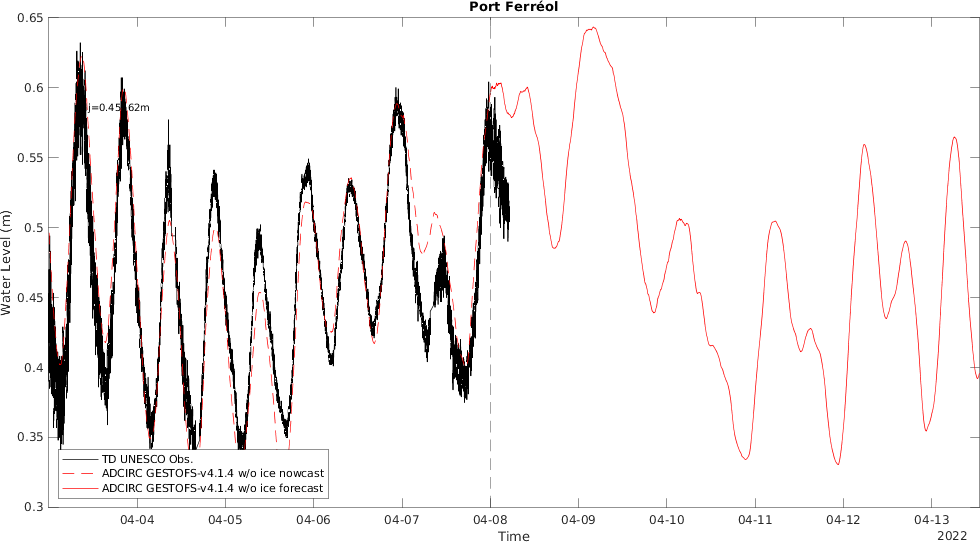 Port Ferréol
Water Level (m)
0.65
0.6
0.55
0.5
0.45
0.4
0.35
0.3
62m
TD UNESCO Obs.
ADCIRC GESTOFS-v4.1.4 w/o ice nowcast
ADCIRC GESTOFS-v4.1.4 w/o ice forecast
04-04
04-05
04-06
04-07
04-08
04-09
04-10
04-11
04-12
04-13
Time
2022